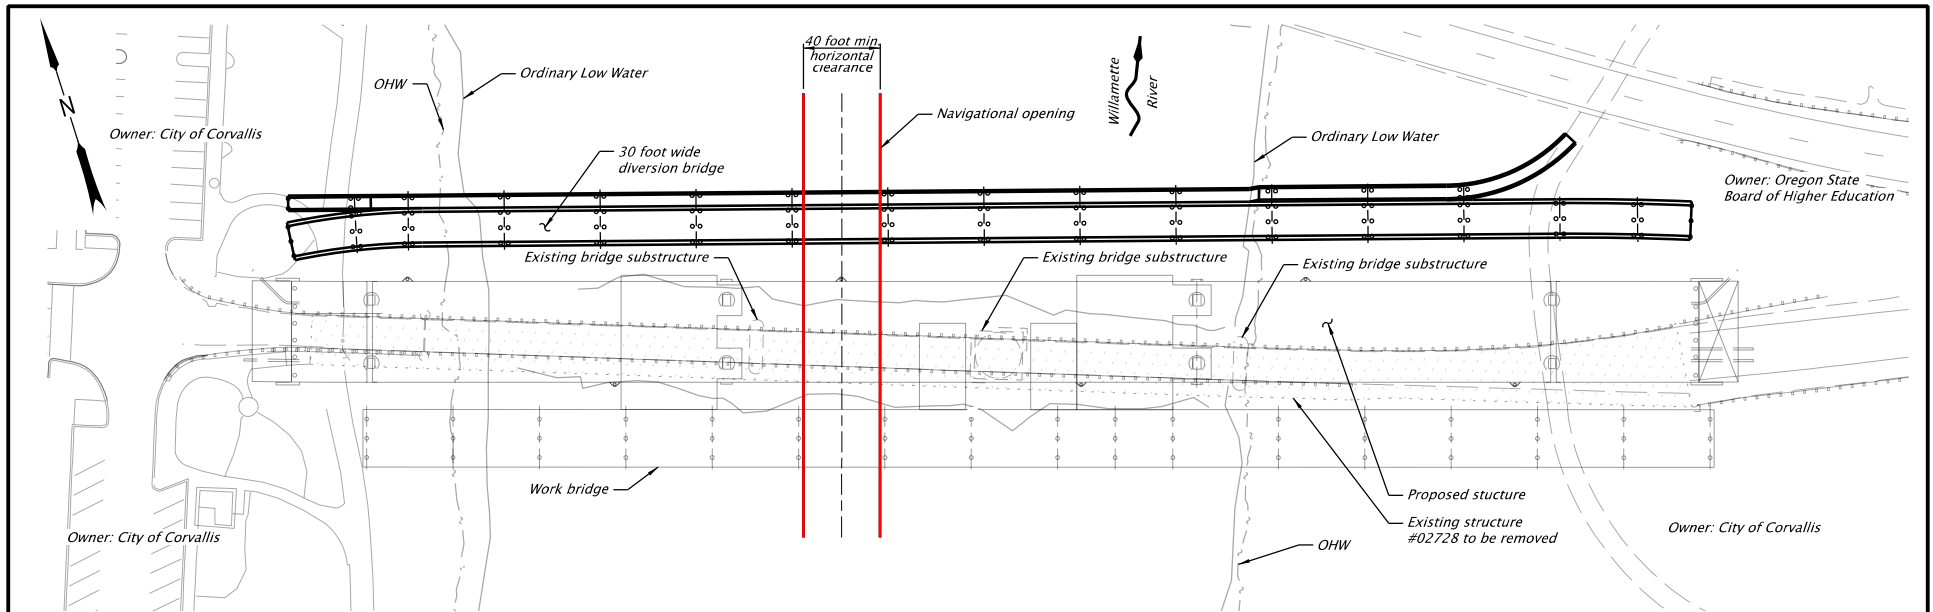 40 foot min.
horizontal
clearance
OHW
Ordinary Low Water
Willamette
River
N
Owner: City of Corvallis
Navigational opening
30 foot wide
diversion bridge
Ordinary Low Water
Owner: Oregon State
Board of Higher Education
Existing bridge substructure
Existing bridge substructure
Existing bridge substructure
Work bridge
Proposed stucture
Existing structure
#02728 to be removed
Owner: City of Corvallis
Owner: City of Corvallis
OHW